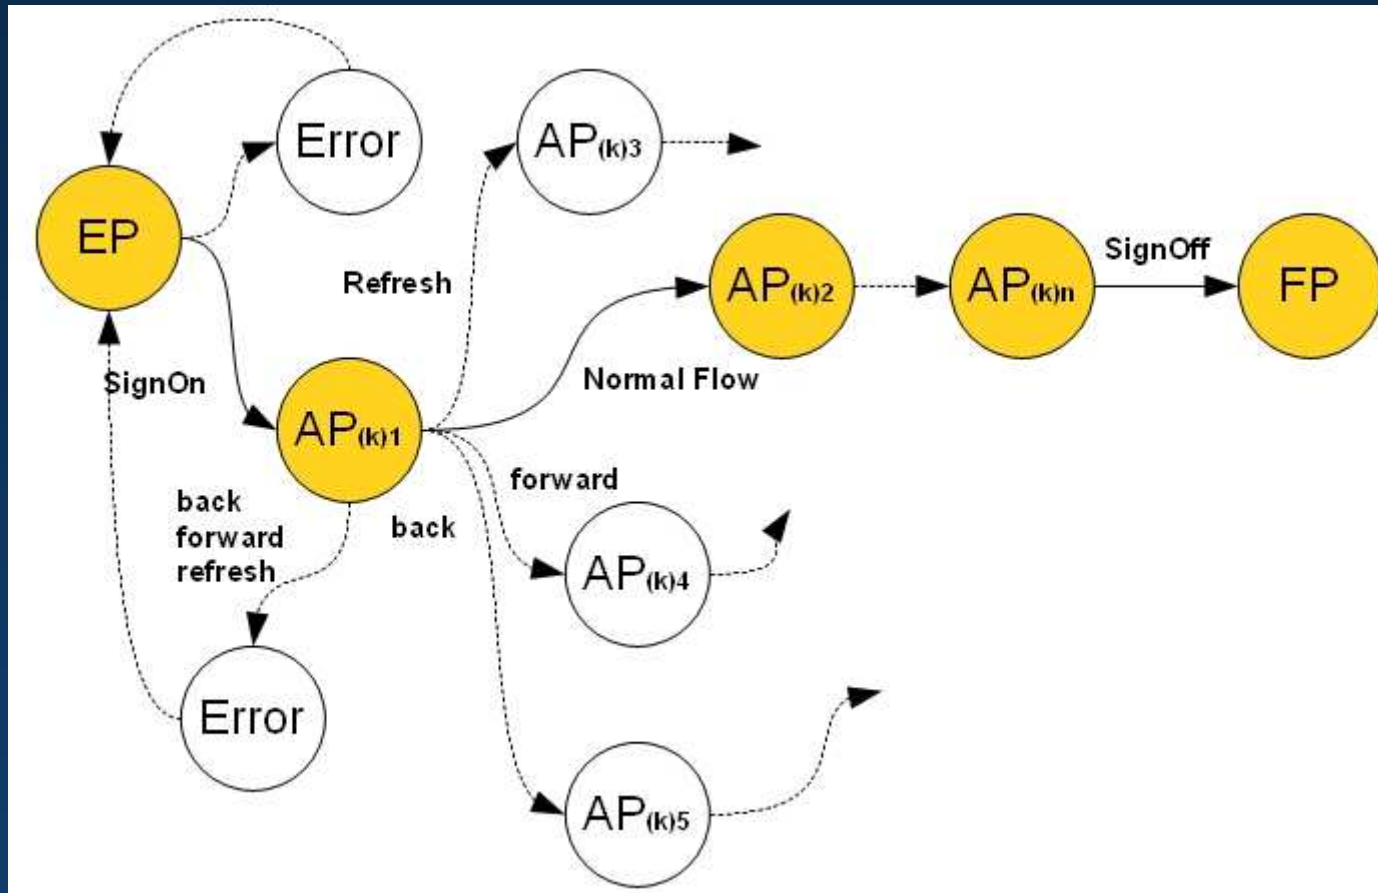 Error
AP(k)3
EP
Refresh
AP(k)2
AP(k)n
SignOff
FP
SignOn
Normal Flow
AP(k)1
back
forward
refresh
back
forward
AP(k)4
Error
AP(k)5